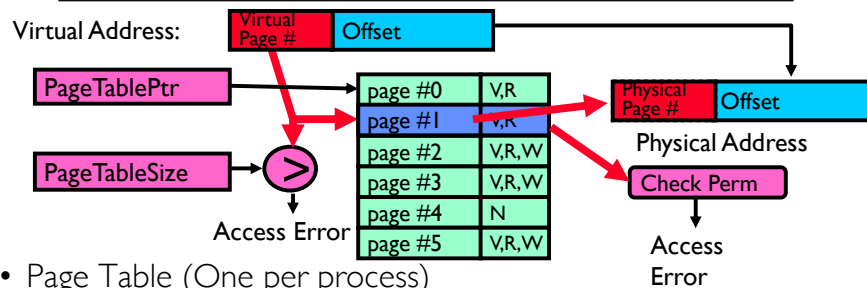 Virtual Address:
Virtual
Page #
Offset
PageTablePtr
page #0 V,R
page #1 V,R
page #2 V,R,W
page #3 V,R,W
page #4 N
page #5 V,R,W
Physical
Page #
Offset
Physical Address
PageTableSize
>
Access Error
Check Perm
Access
Error
• Page Table (One per process)